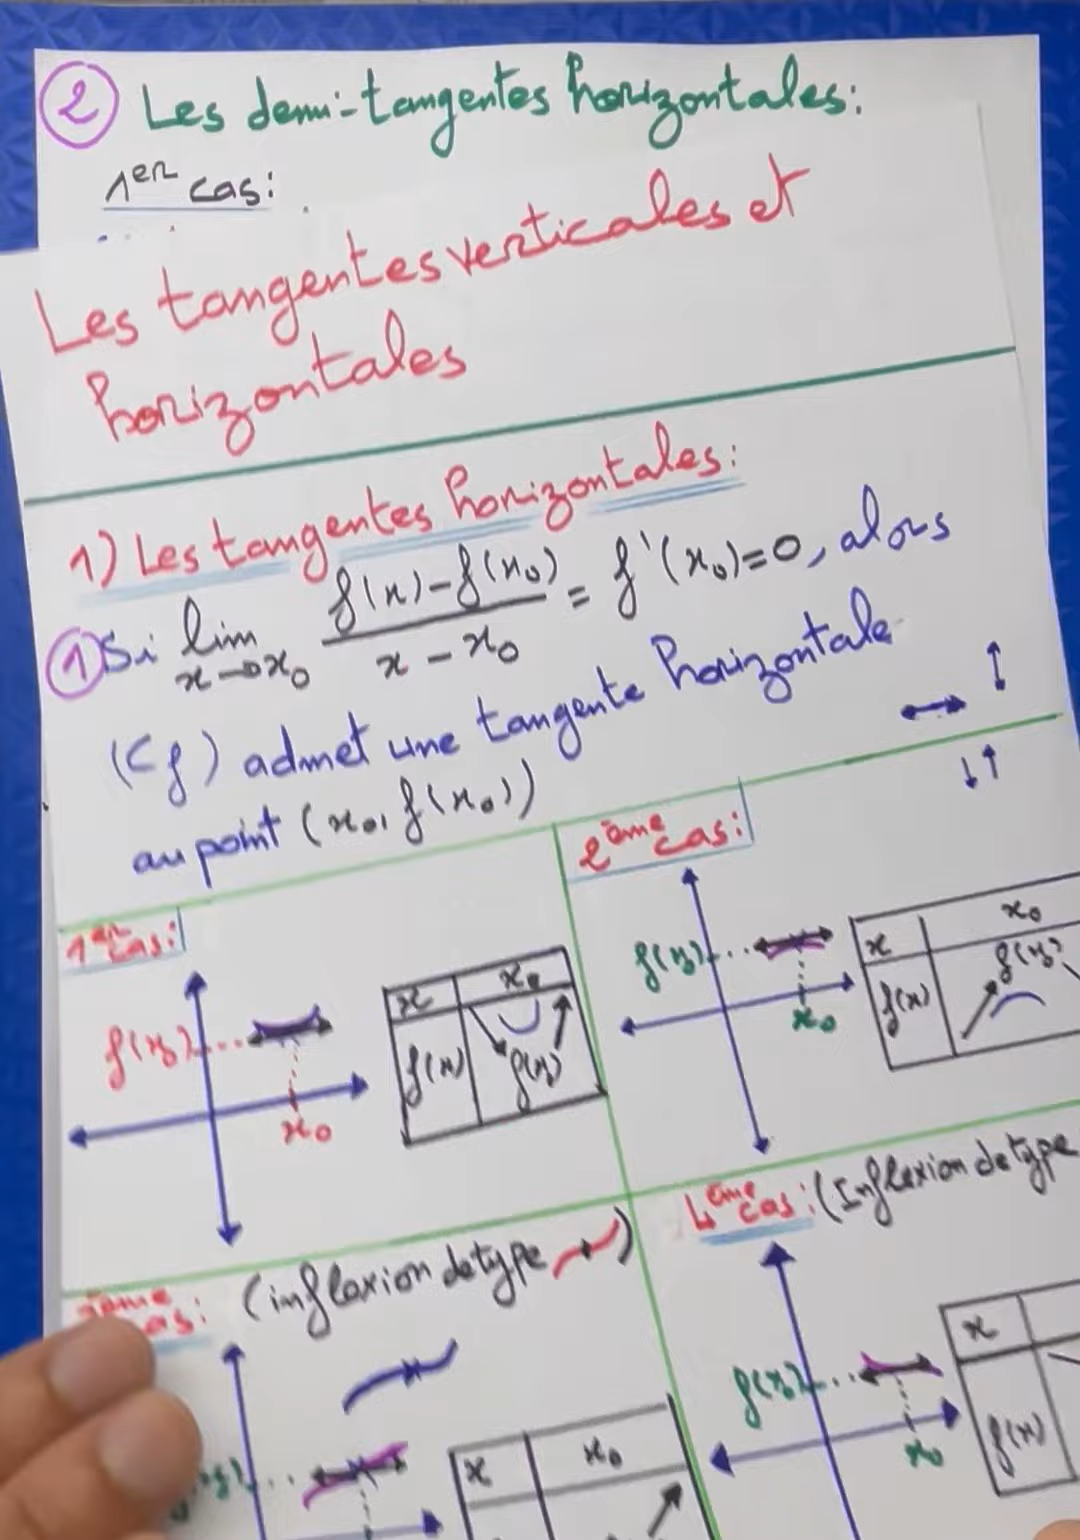 ② Les demi-tangentes horizontales:
1er cas:
Les tangentes verticales et
horizontales
1) Les tangentes horizontales:
① Si lim x→x₀ (f(x)-f(x₀))/(x-x₀) = f'(x₀)=0, alors
(Cf) admet une tangente horizontale
au point (x₀, f(x₀))
1er cas:
f(x₀)
x₀
x x₀
f(x) f(x₀)
2ème cas:
f(x₀)
x₀
x x₀
f(x) f(x₀)
ème cas: (inflexion de type )
x x₀
4ème cas: (Inflexion de type
f(x₀)
x₀
x
f(x)